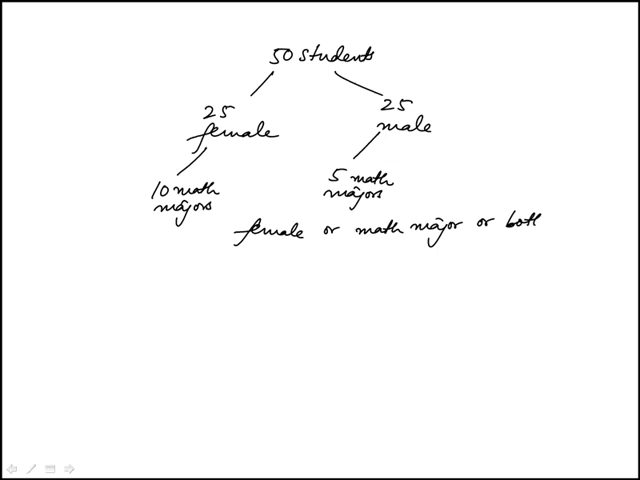 50 students
25 25
female male
10 math 5 math
majors majors
female or math major or both